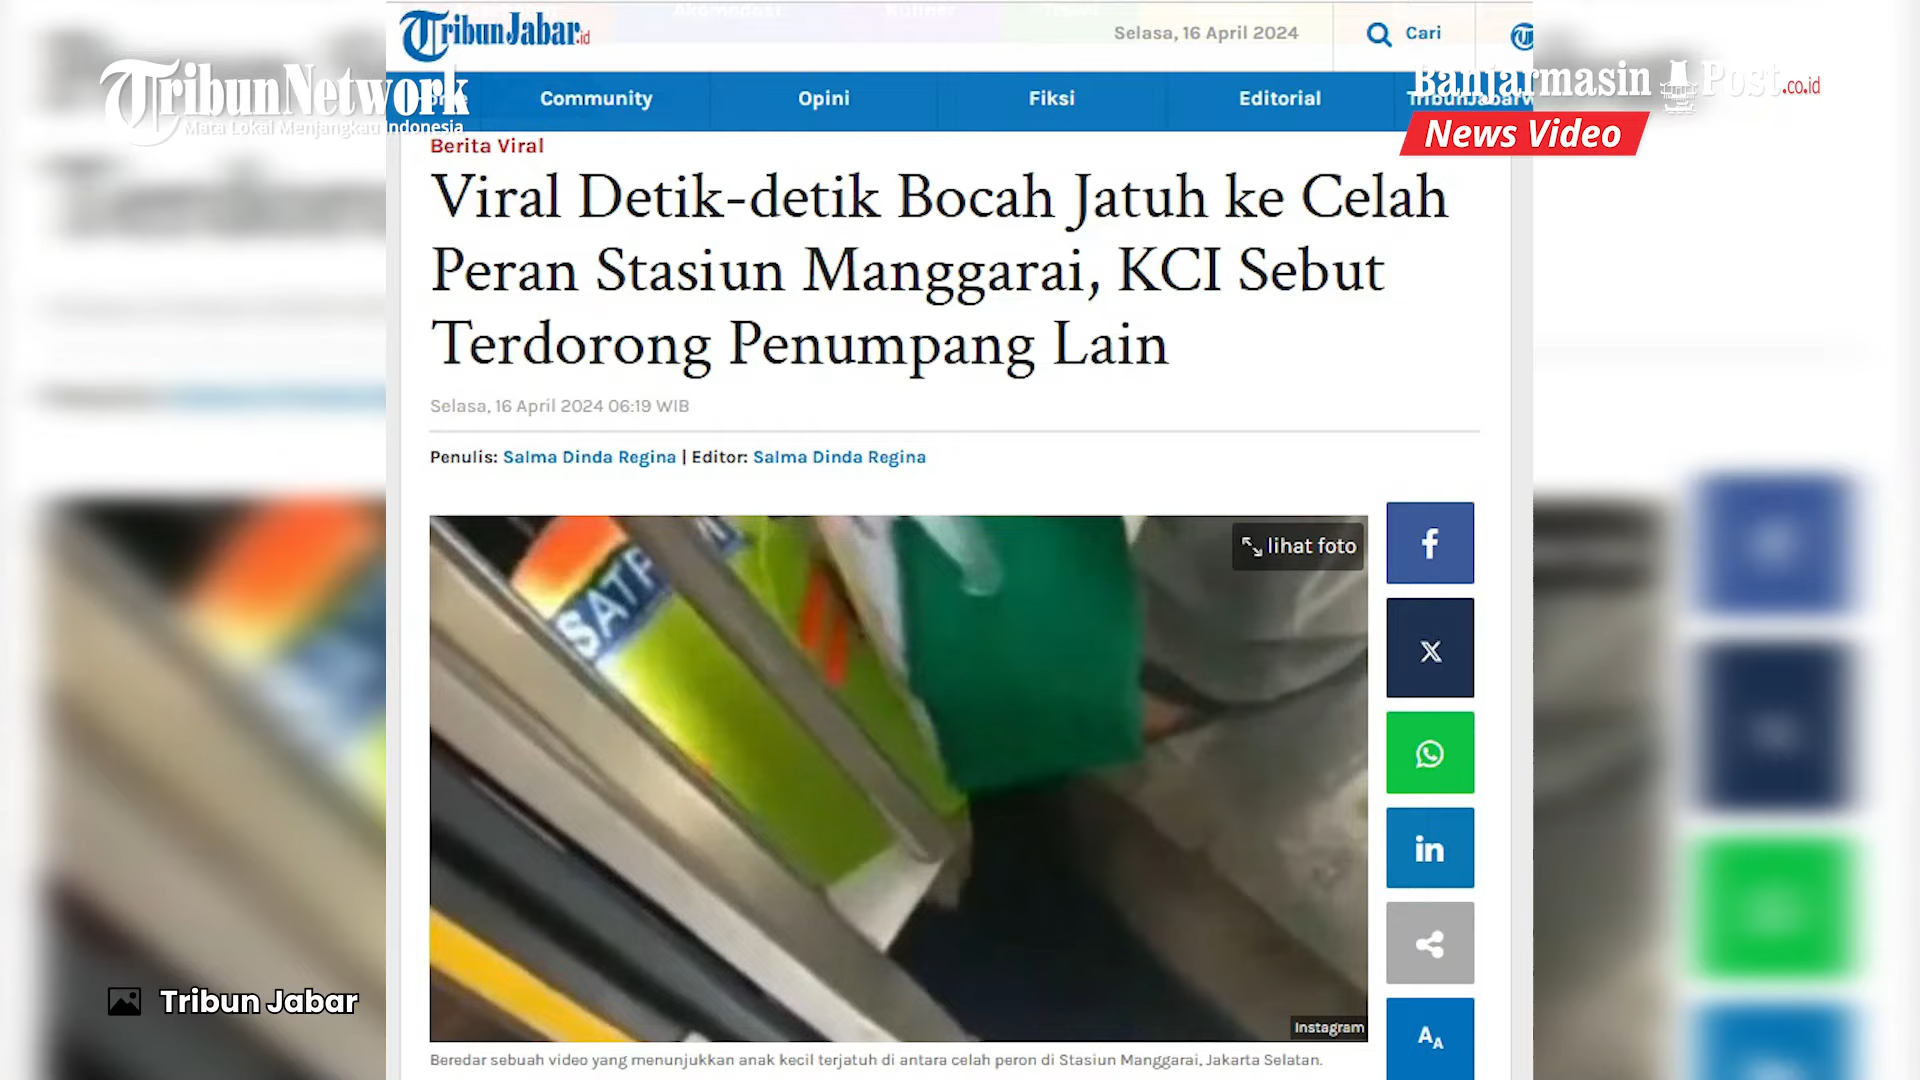 TribunJabar.id
Selasa, 16 April 2024
Cari
TribunNetwork
Mata Lokal Menjangkau Indonesia
Banjarmasin Post.co.id
News Video
Community
Opini
Fiksi
Editorial
Berita Viral
Viral Detik-detik Bocah Jatuh ke Celah
Peran Stasiun Manggarai, KCI Sebut
Terdorong Penumpang Lain
Selasa, 16 April 2024 06:19 WIB
Penulis: Salma Dinda Regina | Editor: Salma Dinda Regina
lihat foto
SATP
Instagram
Beredar sebuah video yang menunjukkan anak kecil terjatuh di antara celah peron di Stasiun Manggarai, Jakarta Selatan.
Tribun Jabar